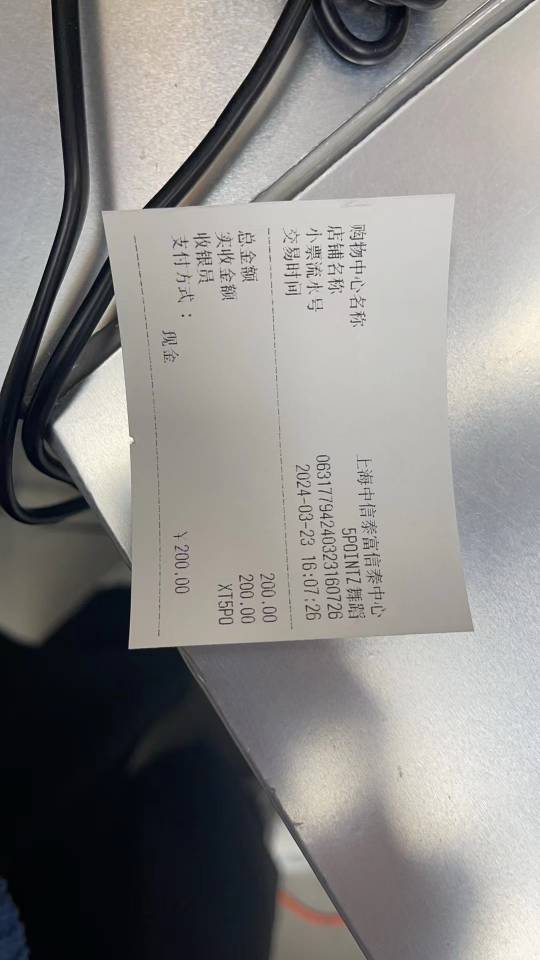 购物中心名称 上海中信泰富信泰中心
店铺名称 5POINTZ舞蹈
小票流水号 06317794240323160726
交易时间 2024-03-23 16:07:26
总金额 200.00
实收金额 200.00
收银员 XT5PO
支付方式：
现金 ¥200.00